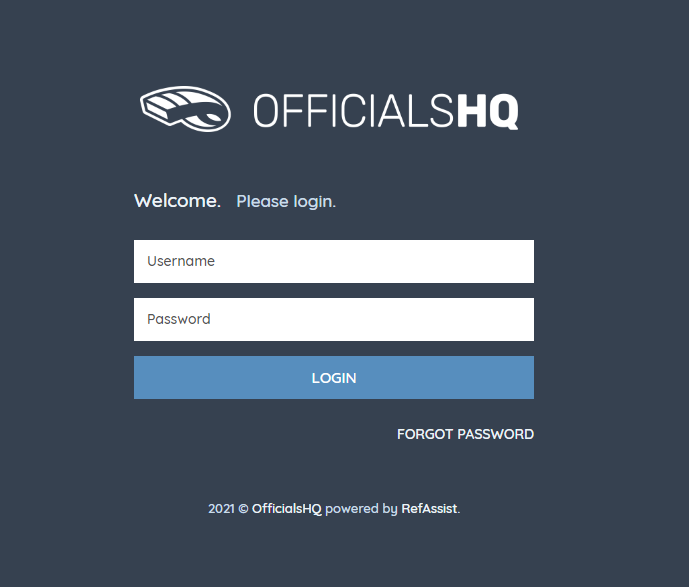 OFFICIALSHQ
Welcome. Please login.
Username
Password
LOGIN
FORGOT PASSWORD
2021 © OfficialsHQ powered by RefAssist.